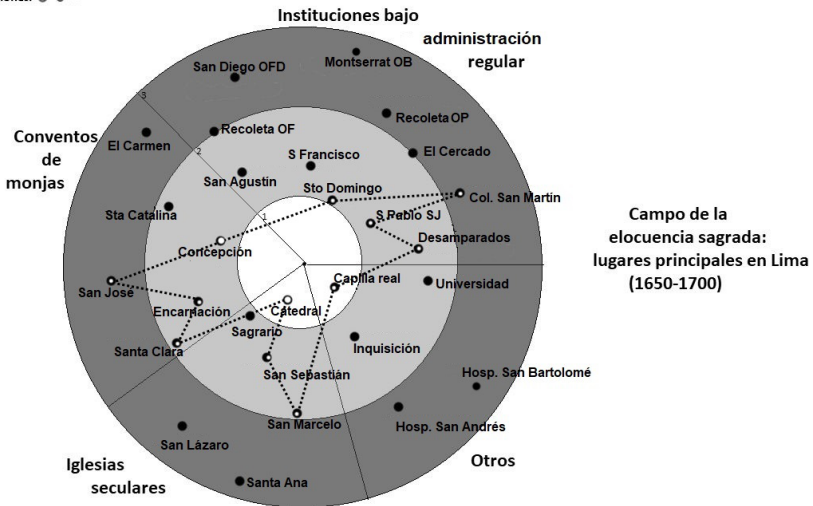 Instituciones bajo
administración
regular
Montserrat OB
San Diego OFD
3
Recoleta OP
Recoleta OF
El Carmen
2
El Cercado
Conventos
de
monjas
S Francisco
San Agustín
Sto Domingo
Col. San Martín
Sta Catalina
1
S Pablo SJ
Desamparados
Concepción
Campo de la
elocuencia sagrada:
lugares principales en Lima
(1650-1700)
San José
Capilla real
Universidad
Encarnación
Catedral
Sagrario
Santa Clara
Inquisición
San Sebastián
Hosp. San Bartolomé
San Marcelo
Hosp. San Andrés
San Lázaro
Otros
Iglesias
seculares
Santa Ana